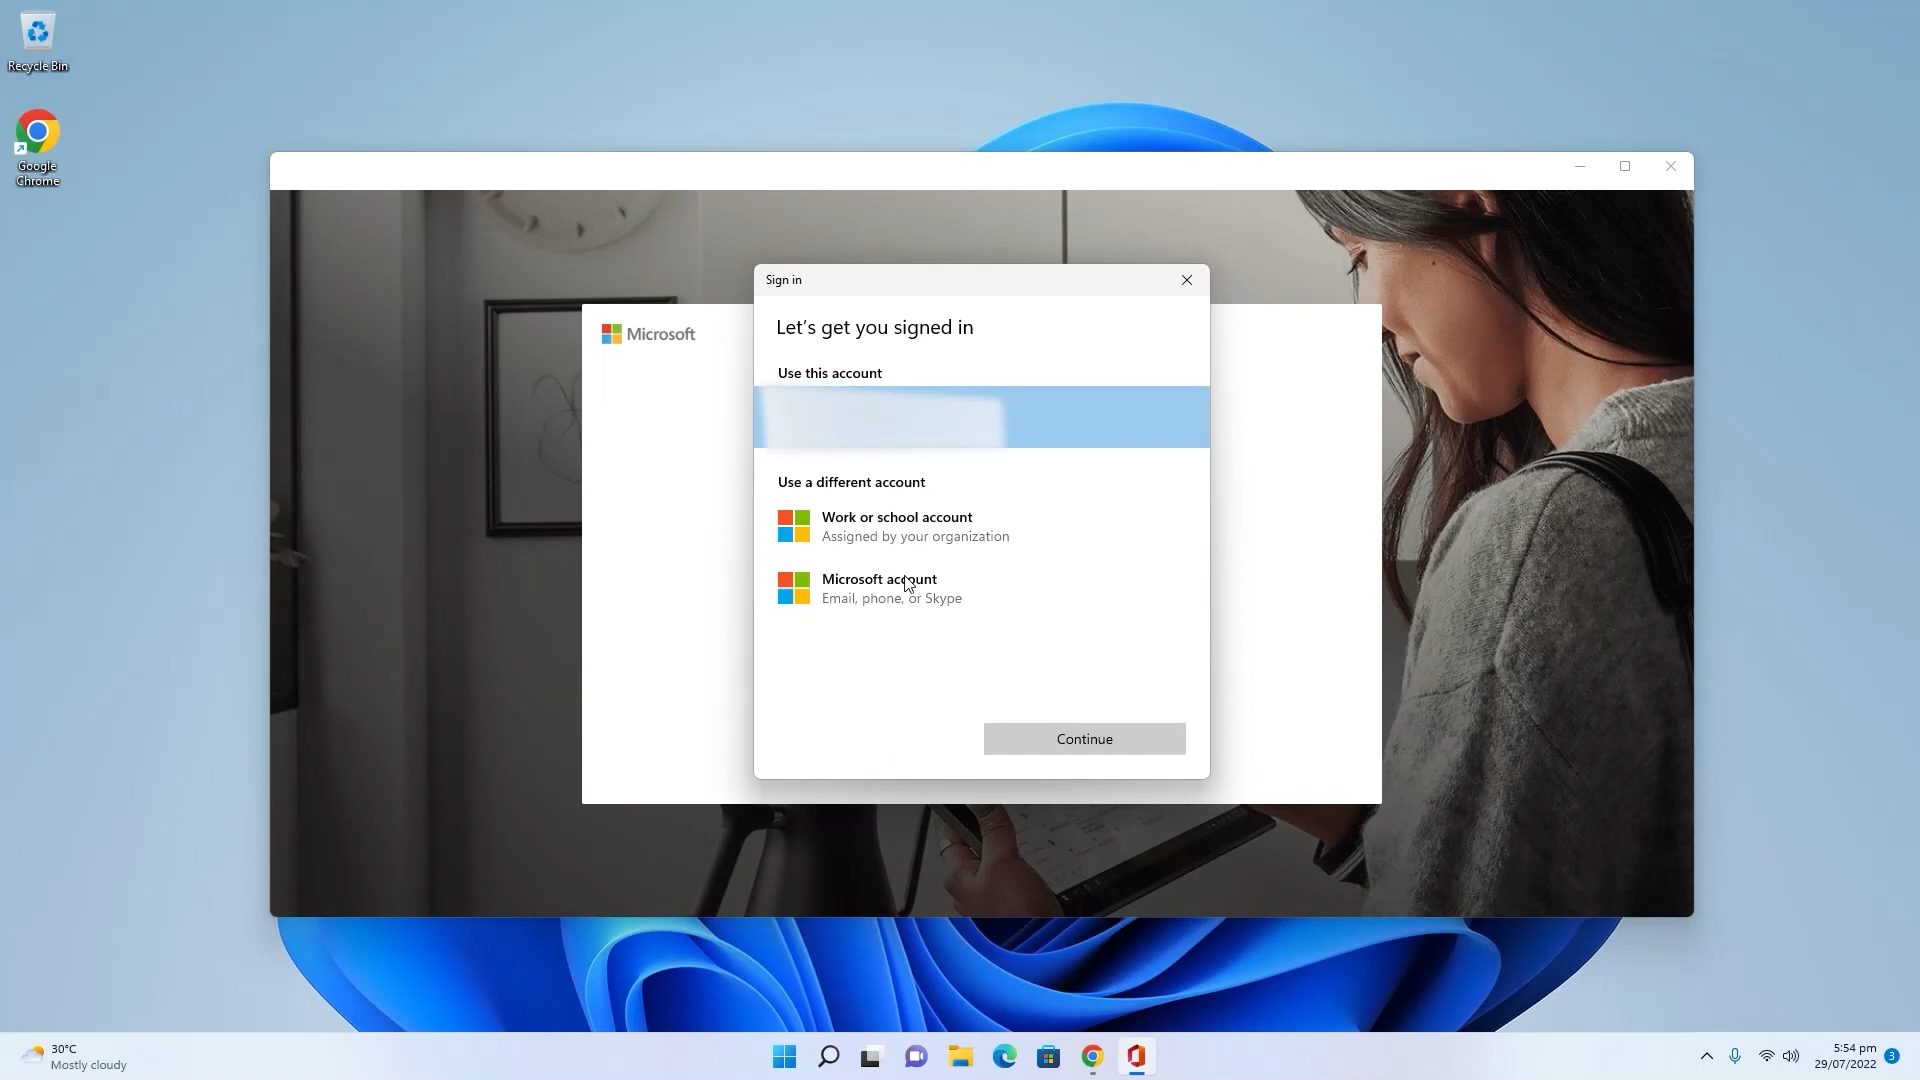 Recycle Bin
Google
Chrome
Sign in
Let's get you signed in
Microsoft
Use this account
Use a different account
Work or school account
Assigned by your organization
Microsoft account
Email, phone, or Skype
Continue
30°C
Mostly cloudy
5:54 pm
29/07/2022
3